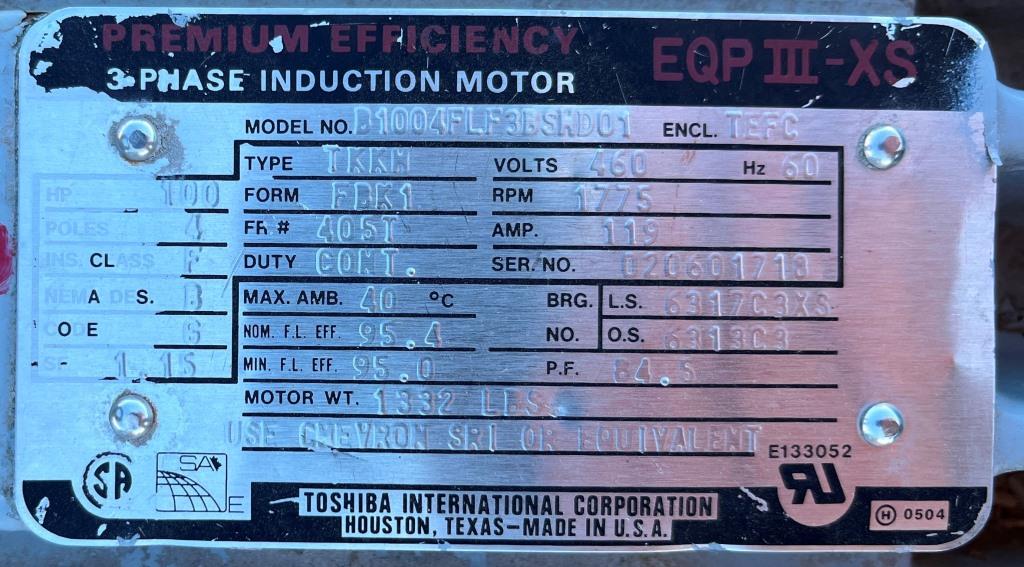 PREMIUM EFFICIENCY EQP III-XS
3-PHASE INDUCTION MOTOR
MODEL NO. B1004FLF3BSHD01 ENCL. TEFC
TYPE TKKH VOLTS 460 Hz 60
HP 100 FORM FBK1 RPM 1775
POLES 4 FR # 405T AMP. 119
INS. CLASS F DUTY CONT. SER. NO.
NEMA DES. B MAX. AMB. 40 °C BRG. L.S. 6317C3XS
CODE G NOM. F.L. EFF. 95.4 NO. O.S. 6313C3
SF 1.15 MIN. F.L. EFF. 95.0 P.F. 84.5
MOTOR WT. 1332 LBS.
USE CHEVRON SRI OR EQUIVALENT
E133052
SA
SA E
UR
TOSHIBA INTERNATIONAL CORPORATION
HOUSTON, TEXAS–MADE IN U.S.A.
H 0504